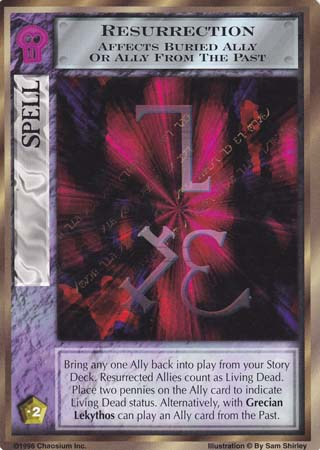 RESURRECTION
AFFECTS BURIED ALLY
OR ALLY FROM THE PAST
SPELL
Bring any one Ally back into play from your Story
Deck. Resurrected Allies count as Living Dead.
Place two pennies on the Ally card to indicate
Living Dead status. Alternatively, with Grecian
Lekythos can play an Ally card from the Past.
-2
©1996 Chaosium Inc.
Illustration © By Sam Shirley